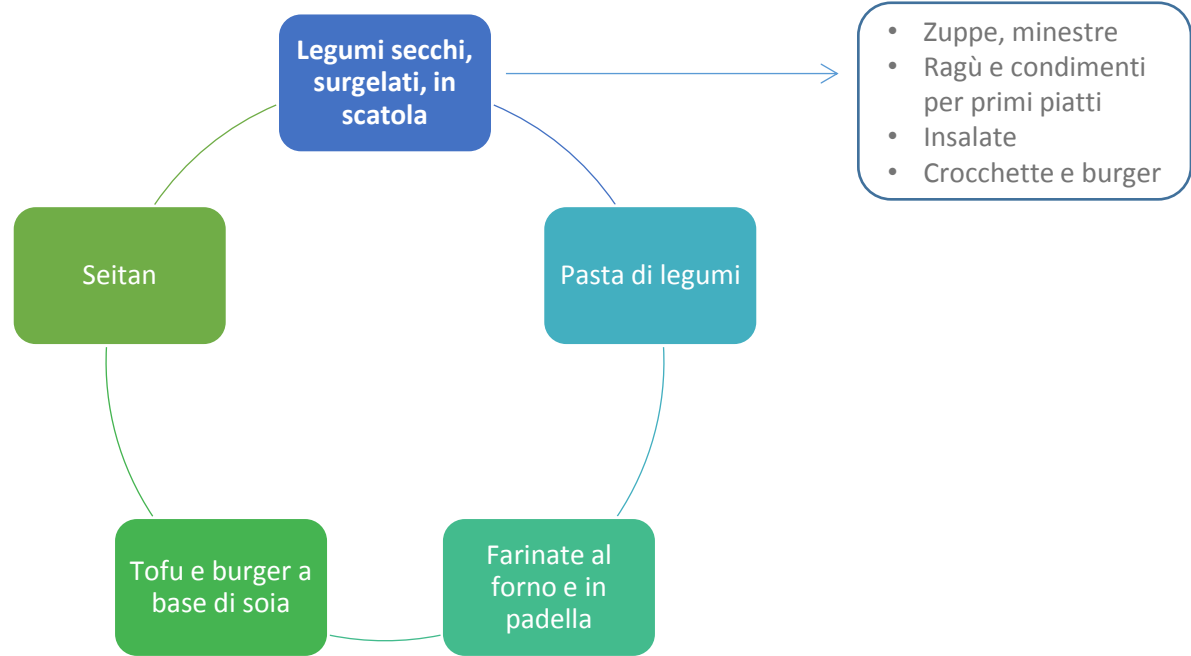 Legumi secchi,
surgelati, in
scatola
• Zuppe, minestre
• Ragù e condimenti
per primi piatti
• Insalate
• Crocchette e burger
Seitan
Pasta di legumi
Tofu e burger a
base di soia
Farinate al
forno e in
padella